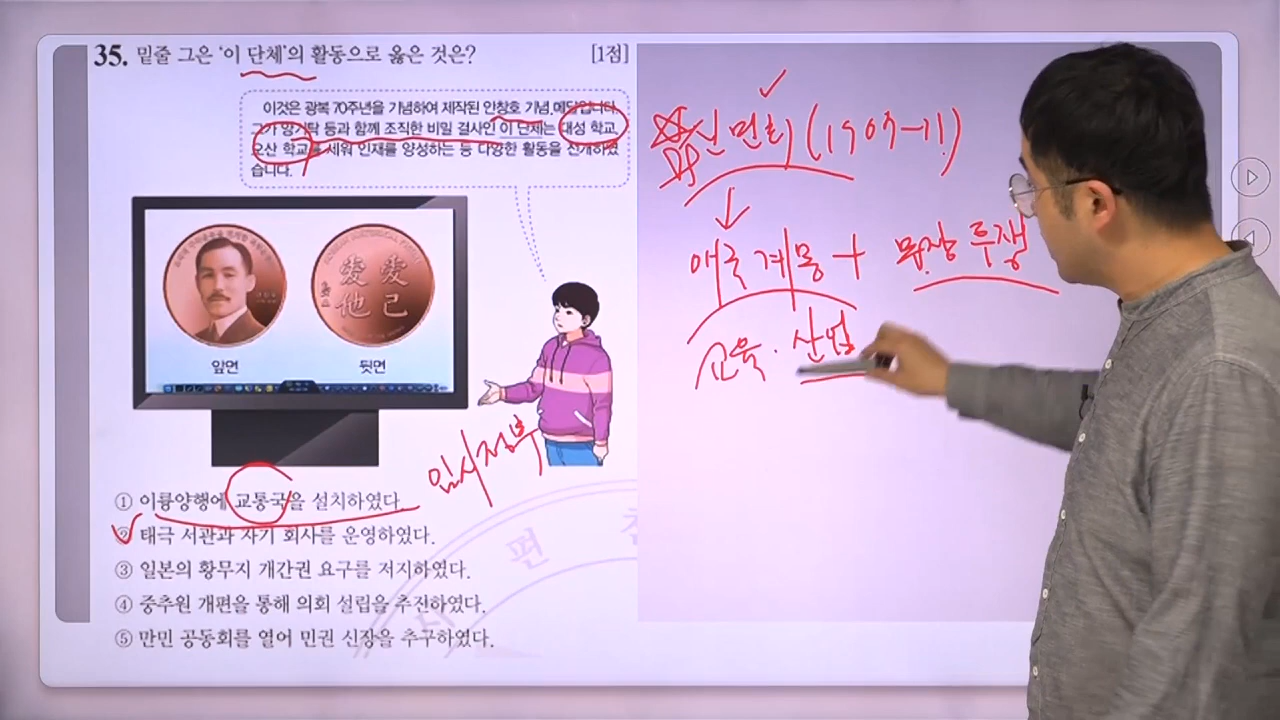 35. 밑줄 그은 '이 단체'의 활동으로 옳은 것은? [1점]
이것은 광복 70주년을 기념하여 제작된 안창호 기념 메달입니다.
그가 양기탁 등과 함께 조직한 비밀 결사인 이 단체는 대성 학교,
오산 학교를 세워 인재를 양성하는 등 다양한 활동을 전개하였
습니다.
愛愛
他己
앞면 뒷면
① 이륭양행에 교통국을 설치하였다.
임시정부
② 태극 서관과 자기 회사를 운영하였다.
③ 일본의 황무지 개간권 요구를 저지하였다.
④ 중추원 개편을 통해 의회 설립을 추진하였다.
⑤ 만민 공동회를 열어 민권 신장을 추구하였다.
신민회 (1907-11)
애국계몽 + 무장투쟁
교육·산업
편